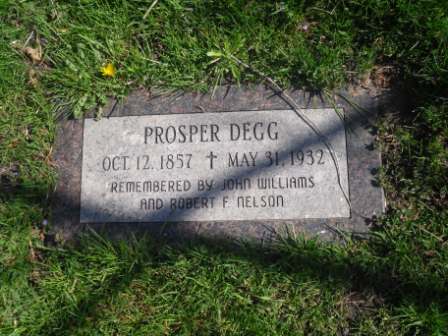 PROSPER DEGG
OCT. 12, 1857 † MAY 31, 1932
REMEMBERED BY JOHN WILLIAMS
AND ROBERT F. NELSON